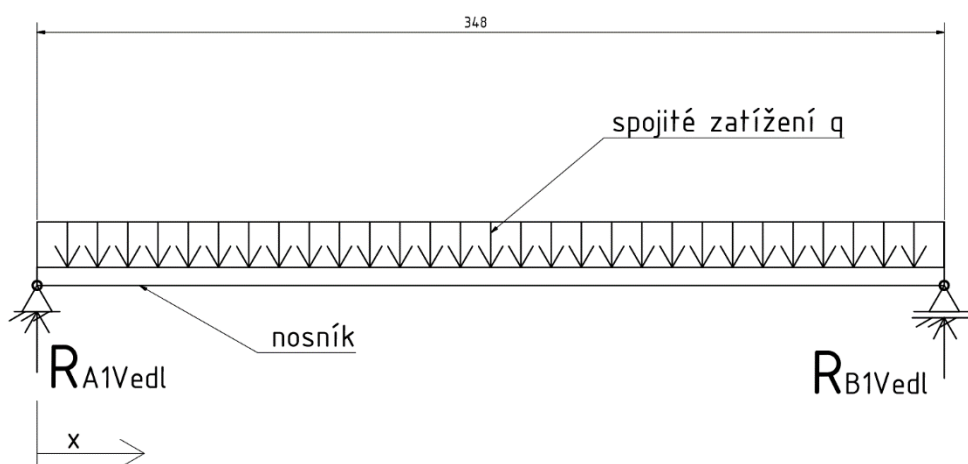 348
spojité zatížení q
nosník
RA1Vedl
RB1Vedl
x